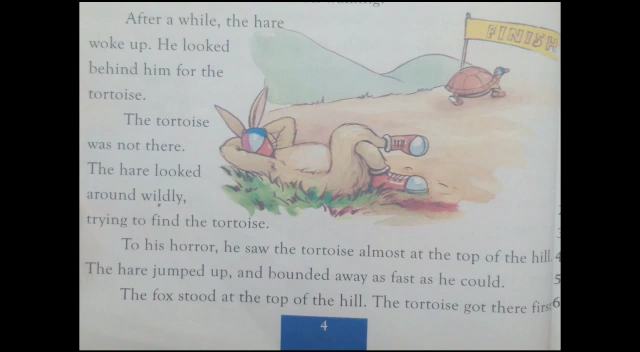 After a while, the hare
woke up. He looked
behind him for the
tortoise.
The tortoise
was not there.
The hare looked
around wildly,
trying to find the tortoise.
To his horror, he saw the tortoise almost at the top of the hill.
The hare jumped up, and bounded away as fast as he could.
The fox stood at the top of the hill. The tortoise got there first
FINISH
4
4
5
6